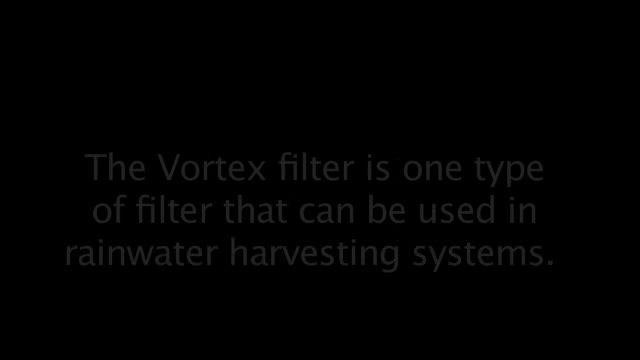 The Vortex filter is one type
of filter that can be used in
rainwater harvesting systems.